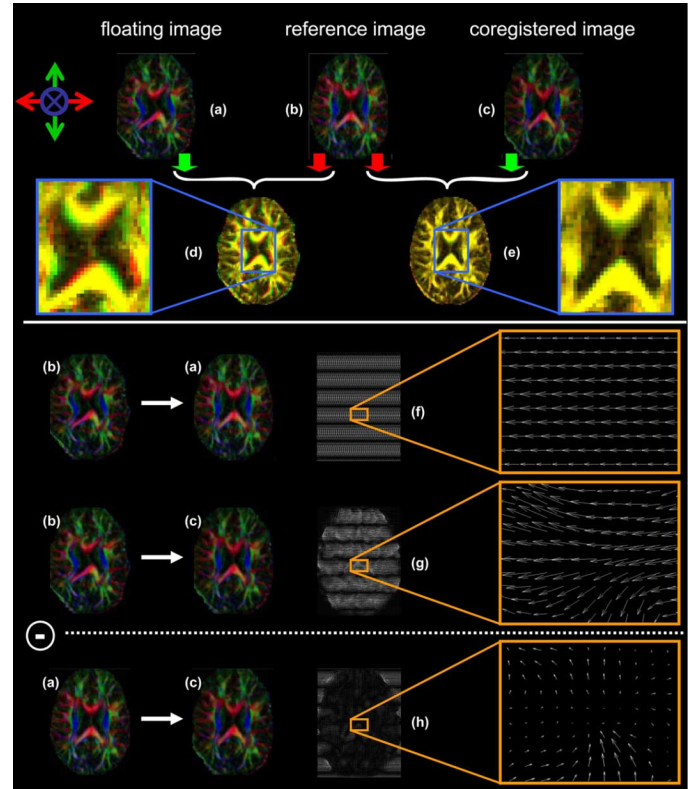 floating image reference image coregistered image
(a) (b) (c)
(d) (e)
(b) (a) (f)
(b) (c) (g)
-
(a) (c) (h)